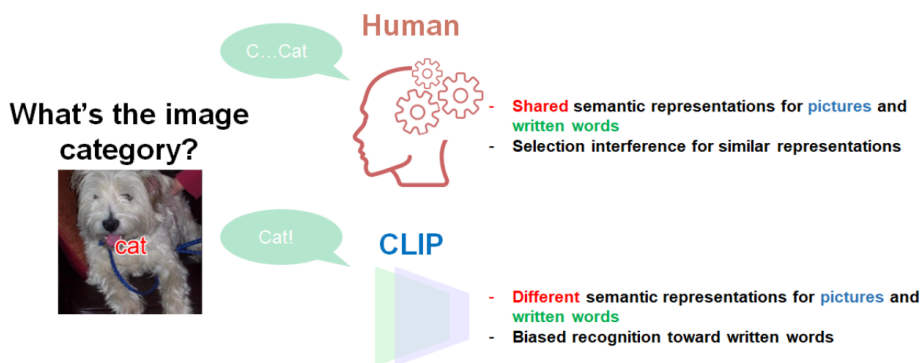 Human
C...Cat
What's the image
category?
- Shared semantic representations for pictures and
written words
- Selection interference for similar representations
cat
Cat!
CLIP
- Different semantic representations for pictures and
written words
- Biased recognition toward written words